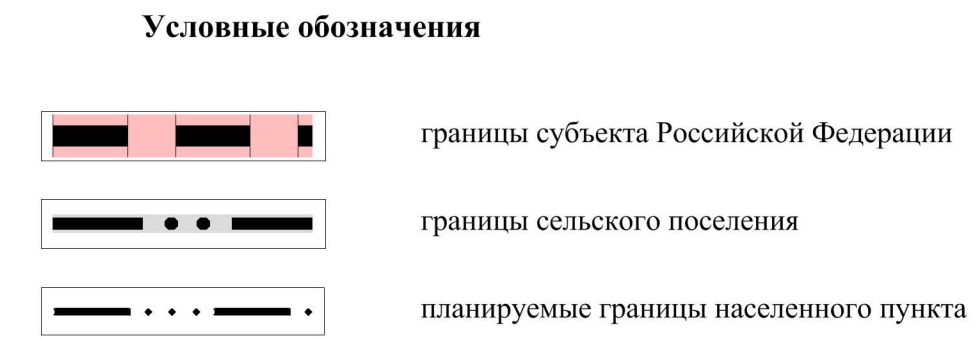 Условные обозначения
границы субъекта Российской Федерации
границы сельского поселения
планируемые границы населенного пункта